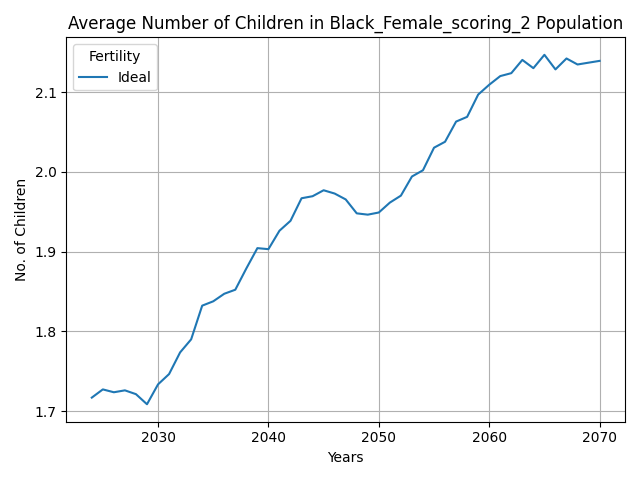 Average Number of Children in Black_Female_scoring_2 Population
Fertility
Ideal
No. of Children
2.1
2.0
1.9
1.8
1.7
2030 2040 2050 2060 2070
Years